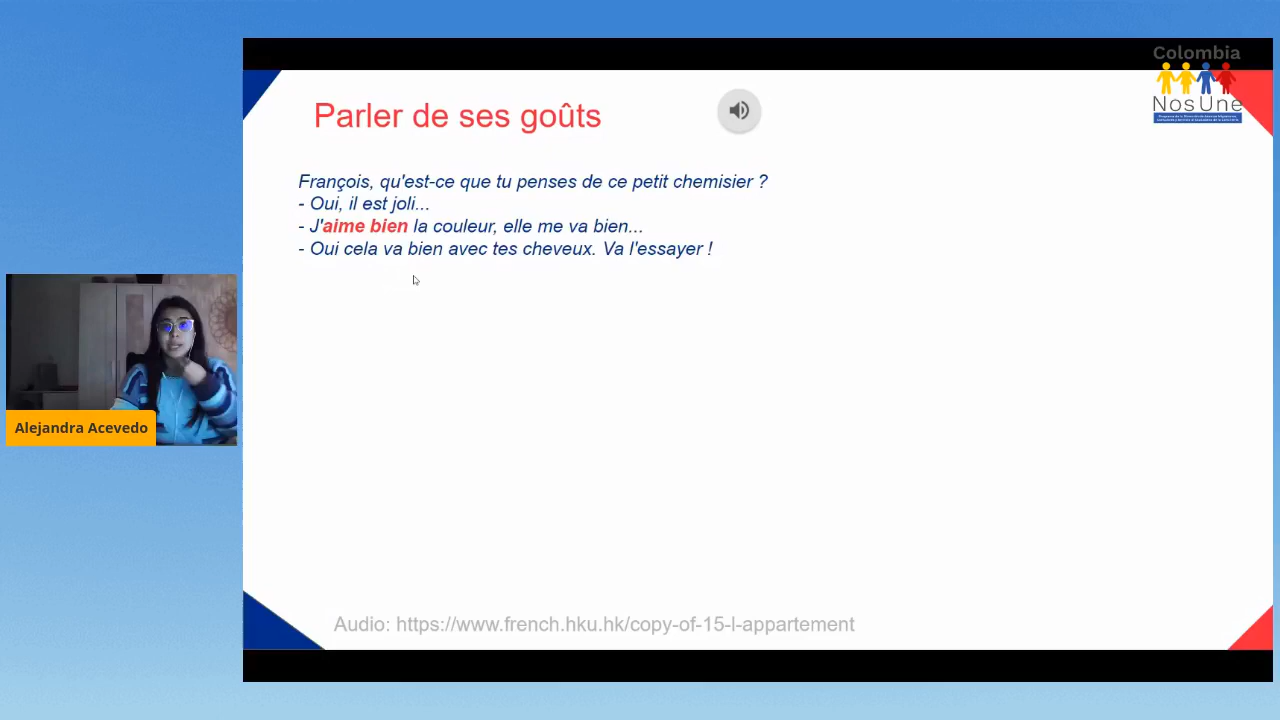 Colombia
NosUne
Parler de ses goûts
François, qu'est-ce que tu penses de ce petit chemisier ?
- Oui, il est joli...
- J'aime bien la couleur, elle me va bien...
- Oui cela va bien avec tes cheveux. Va l'essayer !
Alejandra Acevedo
Audio: https://www.french.hku.hk/copy-of-15-l-appartement